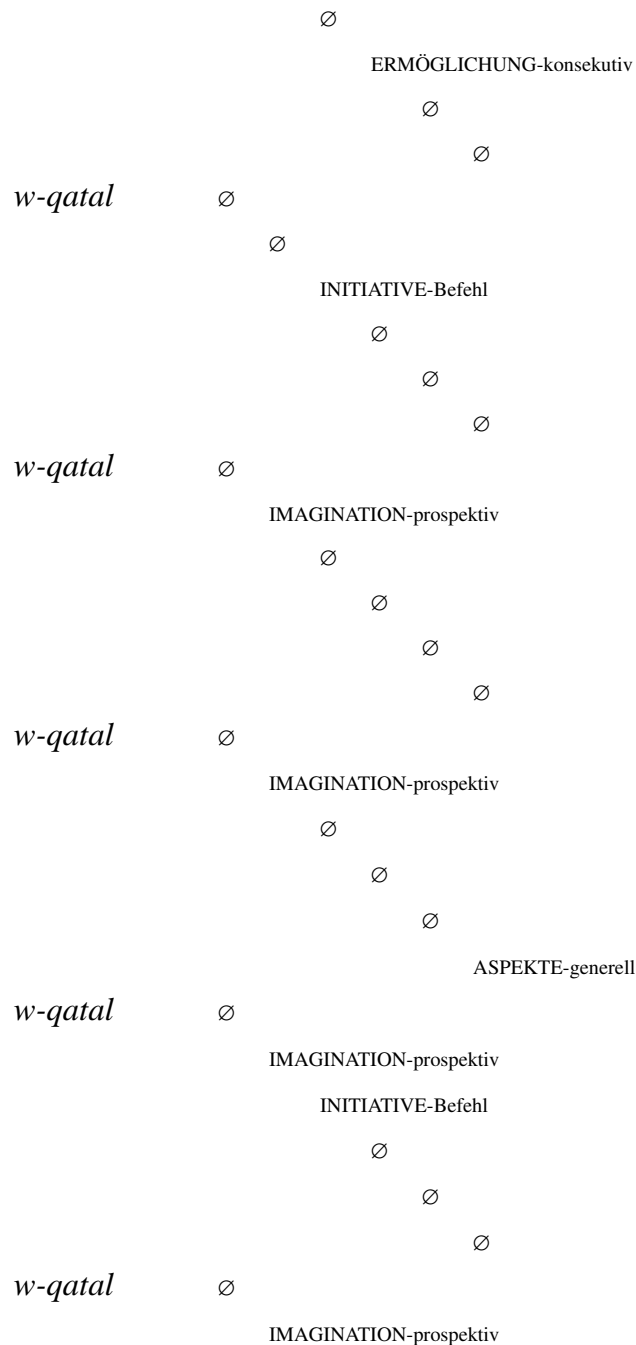 ∅
ERMÖGLICHUNG-konsekutiv
∅
∅
w-qatal ∅
∅
INITIATIVE-Befehl
∅
∅
∅
w-qatal ∅
IMAGINATION-prospektiv
∅
∅
∅
∅
w-qatal ∅
IMAGINATION-prospektiv
∅
∅
∅
ASPEKTE-generell
w-qatal ∅
IMAGINATION-prospektiv
INITIATIVE-Befehl
∅
∅
∅
w-qatal ∅
IMAGINATION-prospektiv